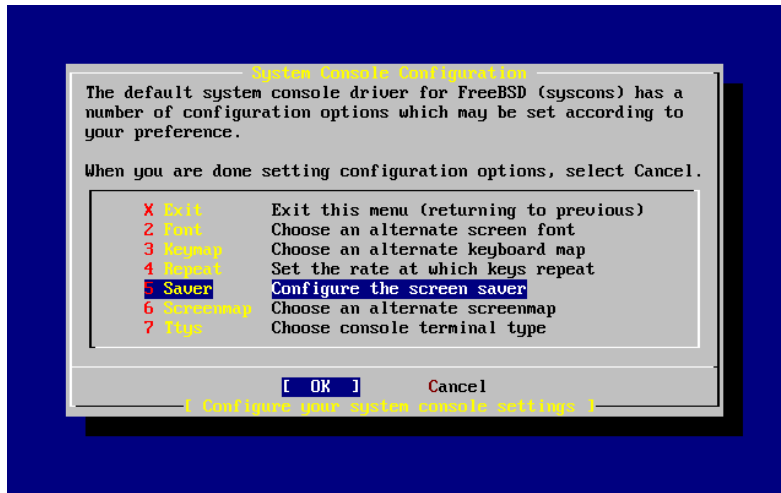 System Console Configuration
The default system console driver for FreeBSD (syscons) has a
number of configuration options which may be set according to
your preference.
When you are done setting configuration options, select Cancel.
X Exit Exit this menu (returning to previous)
2 Font Choose an alternate screen font
3 Keymap Choose an alternate keyboard map
4 Repeat Set the rate at which keys repeat
5 Saver Configure the screen saver
6 Screenmap Choose an alternate screenmap
7 Ttys Choose console terminal type
[ OK ] Cancel
[ Configure your system console settings ]